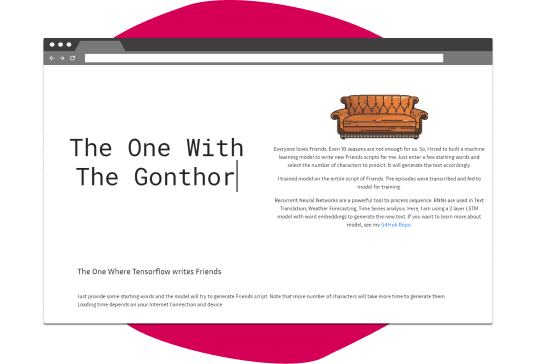 The One With
The Gonthor
Everyone loves Friends. Even 10 seasons are not enough for us. So, I tried to built a machine
learning model to write new Friends scripts for me. Just enter a few starting words and
select the number of characters to predict. It will generate the text accordingly.
I trained model on the entire script of Friends. The episodes were transcribed and fed to
model for training.
Recurrent Neural Networks are a powerful tool to process sequence. RNNs are used in Text
Translation, Weather Forecasting, Time Series analysis. Here, I am using a 2 layer LSTM
model with word embeddings to generate the new text. If you want to learn more about
model, see my GitHub Repo.
The One Where Tensorflow writes Friends
Just provide some starting words and the model will try to generate Friends script. Note that more number of characters will take more time to generate them.
Loading time depends on your Internet Connection and device